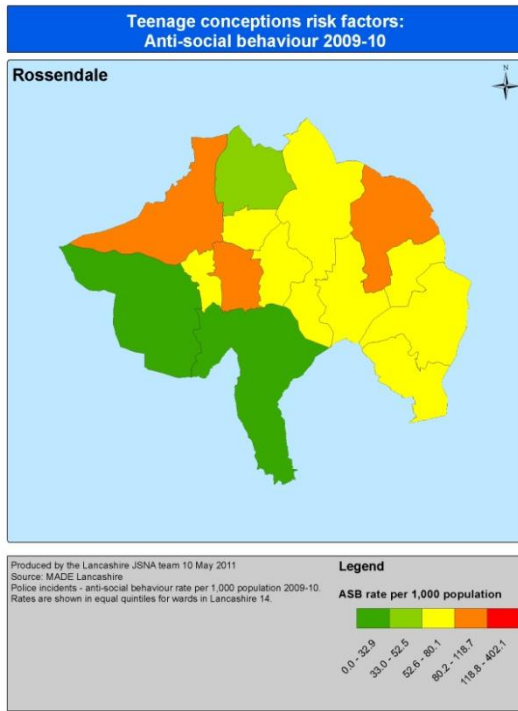 Teenage conceptions risk factors:
Anti-social behaviour 2009-10
Rossendale
N
Produced by the Lancashire JSNA team 10 May 2011
Source: MADE Lancashire
Police incidents - anti-social behaviour rate per 1,000 population 2009-10.
Rates are shown in equal quintiles for wards in Lancashire 14.
Legend
ASB rate per 1,000 population
0.0 - 32.9
33.0 - 52.5
52.6 - 80.1
80.2 - 118.7
118.8 - 402.1